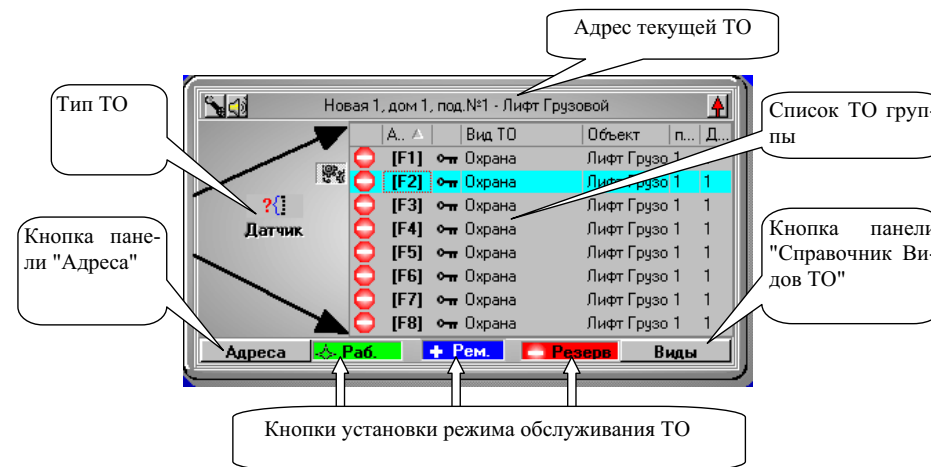 Адрес текущей ТО
Тип ТО
Новая 1, дом 1, под.№1 - Лифт Грузовой
Список ТО груп-
пы
А.. Вид ТО Объект п... Д...
[F1] Охрана Лифт Грузо 1
[F2] Охрана Лифт Грузо 1 1
[F3] Охрана Лифт Грузо 1 1
[F4] Охрана Лифт Грузо 1 1
[F5] Охрана Лифт Грузо 1 1
[F6] Охрана Лифт Грузо 1 1
[F7] Охрана Лифт Грузо 1 1
[F8] Охрана Лифт Грузо 1 1
?{
Датчик
Кнопка пане-
ли "Адреса"
Кнопка панели
"Справочник Ви-
дов ТО"
Адреса Раб. Рем. Резерв Виды
Кнопки установки режима обслуживания ТО